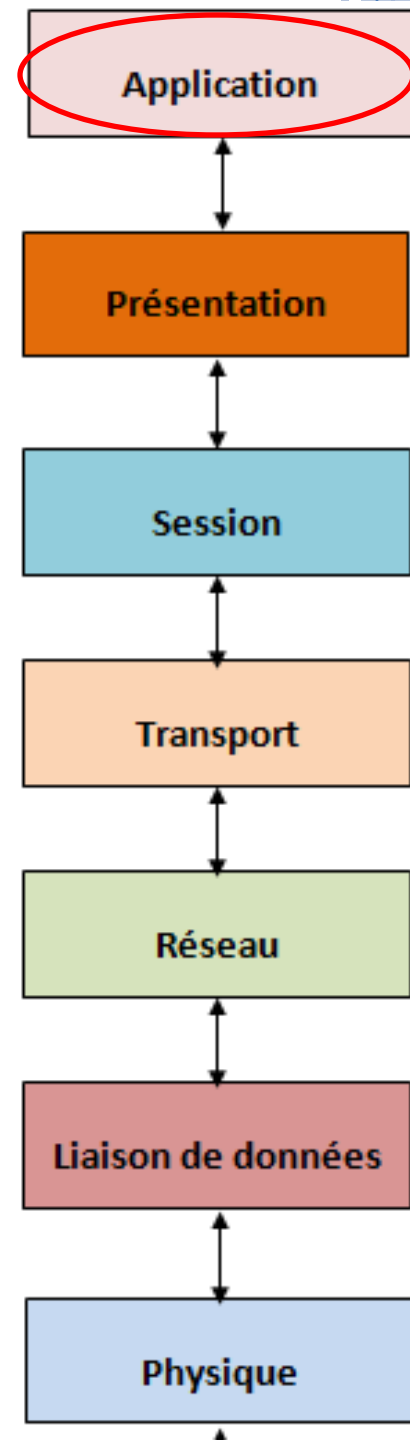 Application
Présentation
Session
Transport
Réseau
Liaison de données
Physique